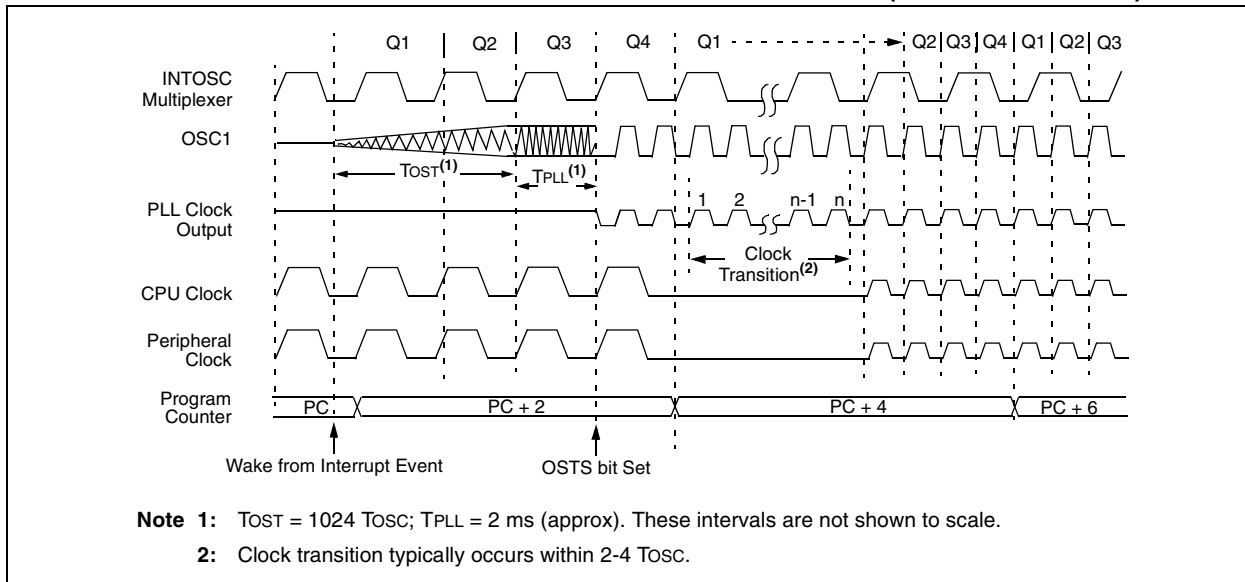 Q1 Q2 Q3 Q4 Q1 Q2 Q3 Q4 Q1 Q2 Q3
INTOSC
Multiplexer
OSC1
TOST(1) TPLL(1)
1 2 n-1 n
PLL Clock
Output
Clock
Transition(2)
CPU Clock
Peripheral
Clock
Program
Counter
PC PC + 2 PC + 4 PC + 6
Wake from Interrupt Event OSTS bit Set
Note 1: TOST = 1024 TOSC; TPLL = 2 ms (approx). These intervals are not shown to scale.
2: Clock transition typically occurs within 2-4 TOSC.